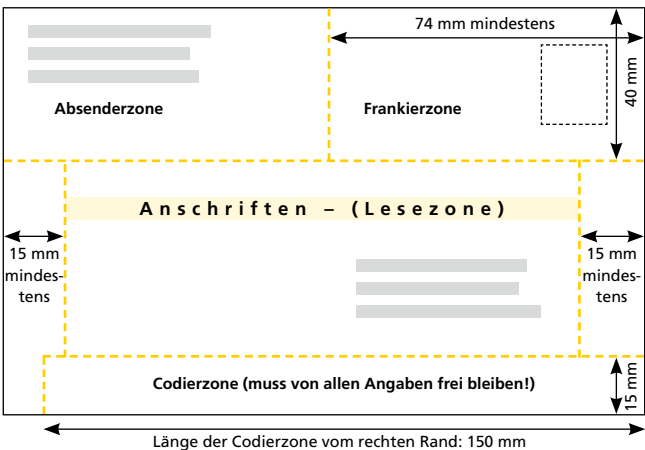 74 mm mindestens
40 mm
Absenderzone
Frankierzone
Anschriften – (Lesezone)
15 mm
mindes-
tens
15 mm
mindes-
tens
Codierzone (muss von allen Angaben frei bleiben!)
15 mm
Länge der Codierzone vom rechten Rand: 150 mm